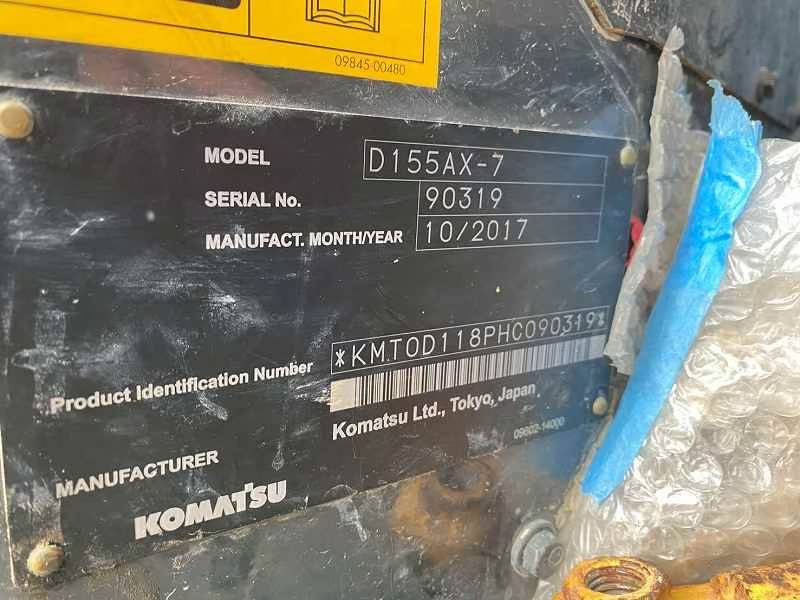 09845-00480
MODEL D155AX-7
SERIAL No. 90319
MANUFACT. MONTH/YEAR 10/2017
Product Identification Number *KMT0D118PHC090319*
Komatsu Ltd., Tokyo, Japan
09602-14000
MANUFACTURER
KOMATSU